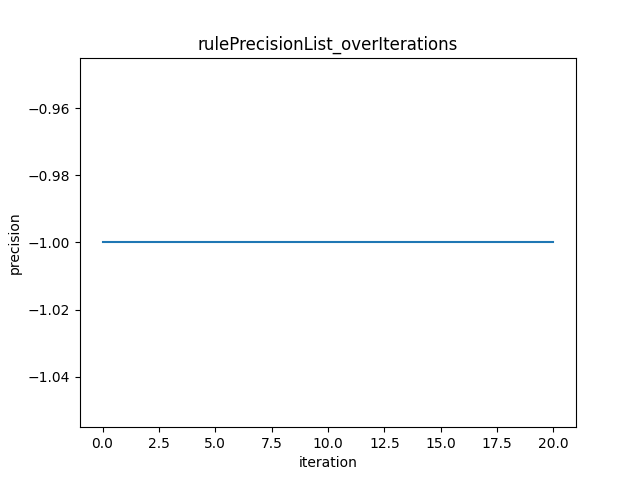 rulePrecisionList_overIterations
−0.96
−0.98
−1.00
−1.02
−1.04
precision
0.0 2.5 5.0 7.5 10.0 12.5 15.0 17.5 20.0
iteration